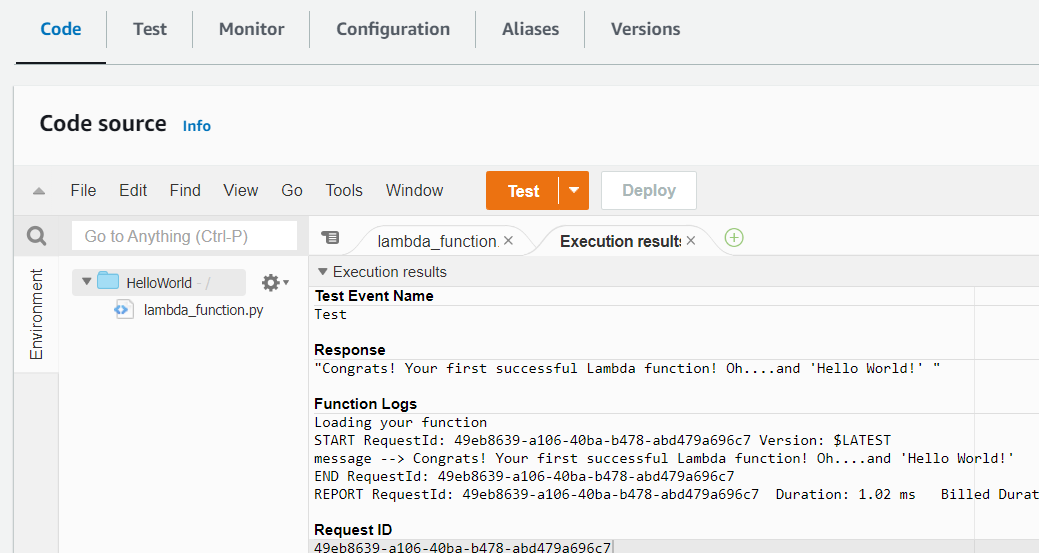 Code Test Monitor Configuration Aliases Versions
Code source Info
File Edit Find View Go Tools Window Test Deploy
Go to Anything (Ctrl-P) lambda_function. Execution results
Environment
HelloWorld - /
lambda_function.py
Execution results
Test Event Name
Test
Response
"Congrats! Your first successful Lambda function! Oh....and 'Hello World!' "
Function Logs
Loading your function
START RequestId: 49eb8639-a106-40ba-b478-abd479a696c7 Version: $LATEST
message --> Congrats! Your first successful Lambda function! Oh....and 'Hello World!'
END RequestId: 49eb8639-a106-40ba-b478-abd479a696c7
REPORT RequestId: 49eb8639-a106-40ba-b478-abd479a696c7 Duration: 1.02 ms Billed Durat
Request ID
49eb8639-a106-40ba-b478-abd479a696c7